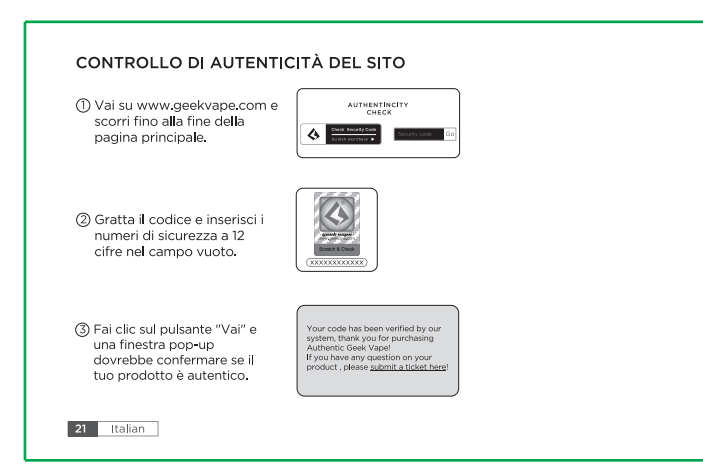 CONTROLLO DI AUTENTICITÀ DEL SITO
① Vai su www.geekvape.com e
scorri fino alla fine della
pagina principale.
AUTHENTINCITY
CHECK
Check Security Code
Scratch and Check ▶
Security code
Go
② Gratta il codice e inserisci i
numeri di sicurezza a 12
cifre nel campo vuoto.
geek vape
Scratch & Check
XXXXXXXXXXXX
③ Fai clic sul pulsante "Vai" e
una finestra pop-up
dovrebbe confermare se il
tuo prodotto è autentico.
Your code has been verified by our
system, thank you for purchasing
Authentic Geek Vape!
If you have any question on your
product , please submit a ticket here!
21 Italian